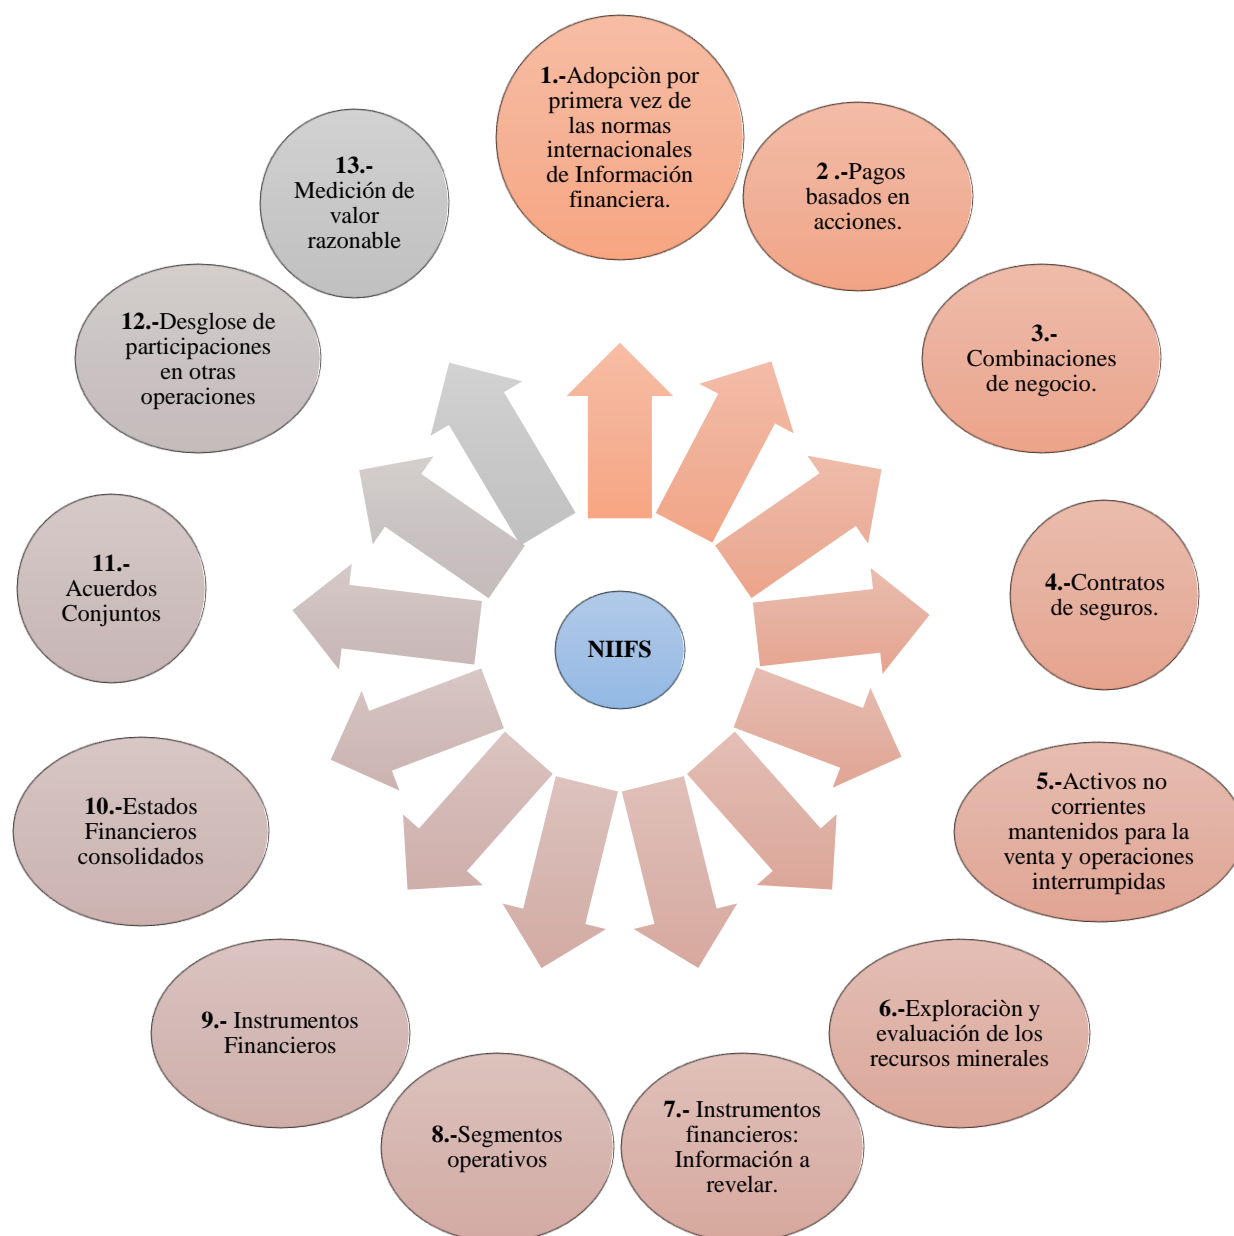 1.-Adopciòn por
primera vez de
las normas
internacionales
de Información
financiera.
2 .-Pagos
basados en
acciones.
3.-
Combinaciones
de negocio.
4.-Contratos
de seguros.
5.-Activos no
corrientes
mantenidos para la
venta y operaciones
interrumpidas
6.-Exploraciòn y
evaluación de los
recursos minerales
7.- Instrumentos
financieros:
Información a
revelar.
8.-Segmentos
operativos
9.- Instrumentos
Financieros
10.-Estados
Financieros
consolidados
11.-
Acuerdos
Conjuntos
12.-Desglose de
participaciones
en otras
operaciones
13.-
Medición de
valor
razonable
NIIFS